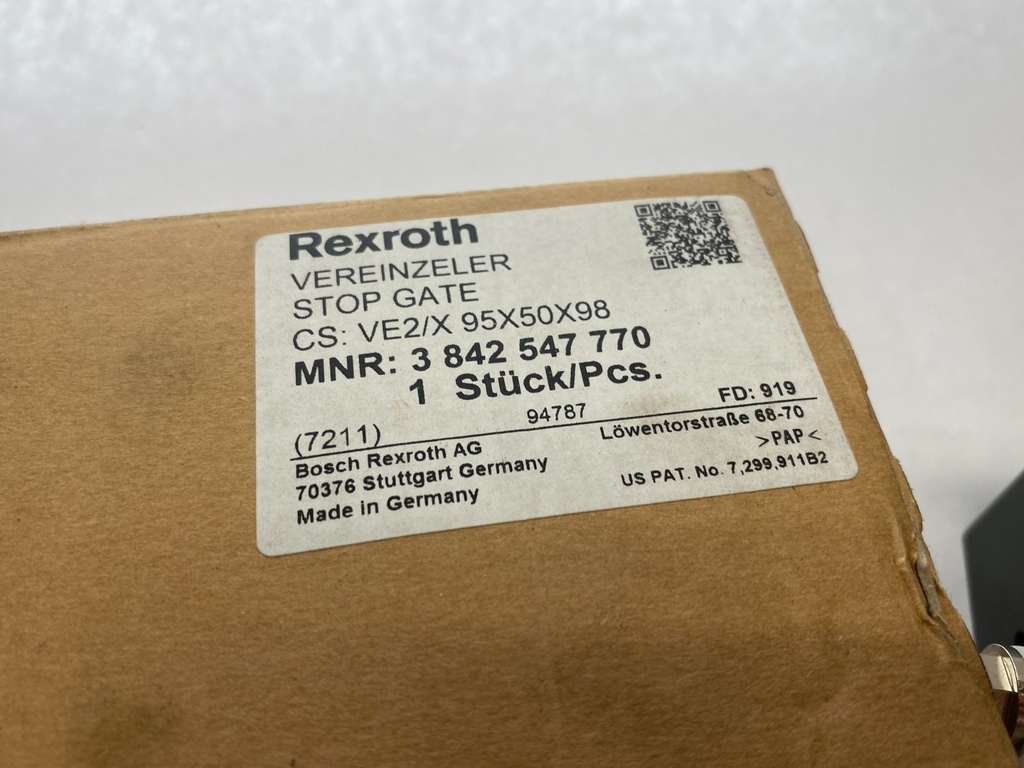 Rexroth
VEREINZELER
STOP GATE
CS: VE2/X 95X50X98
MNR: 3 842 547 770
1 Stück/Pcs.
(7211) 94787 FD: 919
Bosch Rexroth AG Löwentorstraße 68-70
70376 Stuttgart Germany >PAP<
Made in Germany US PAT. No. 7,299,911B2